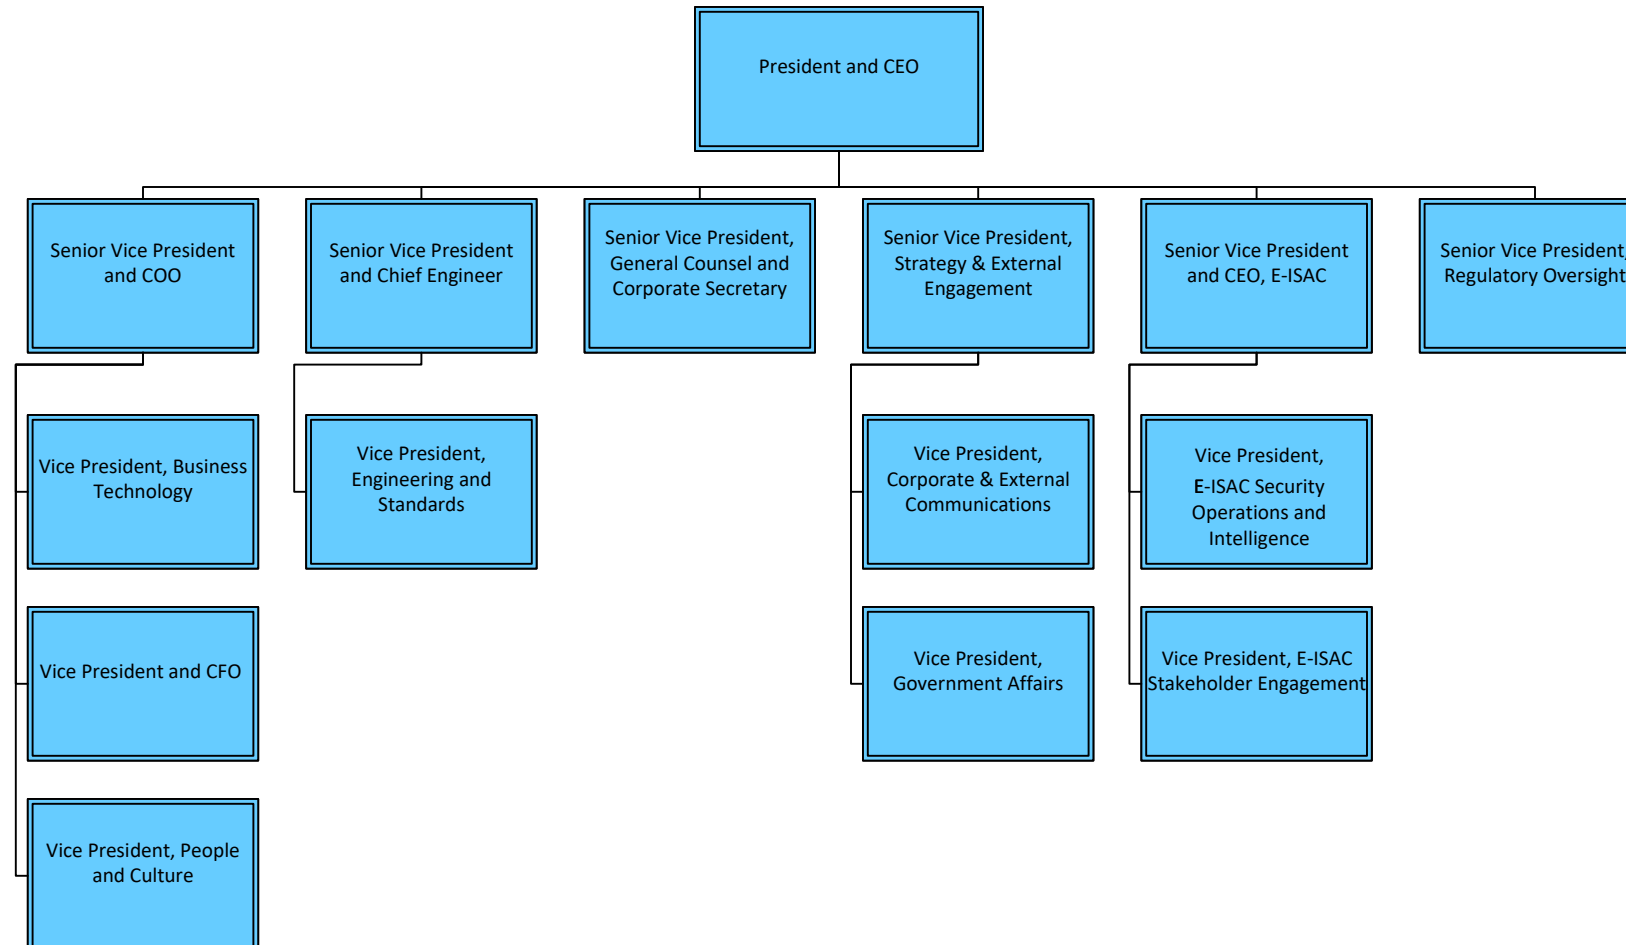 President and CEO
Senior Vice President
and COO
Senior Vice President
and Chief Engineer
Senior Vice President,
General Counsel and
Corporate Secretary
Senior Vice President,
Strategy & External
Engagement
Senior Vice President
and CEO, E-ISAC
Senior Vice President,
Regulatory Oversight
Vice President, Business
Technology
Vice President,
Engineering and
Standards
Vice President,
Corporate & External
Communications
Vice President,
E-ISAC Security
Operations and
Intelligence
Vice President and CFO
Vice President,
Government Affairs
Vice President, E-ISAC
Stakeholder Engagement
Vice President, People
and Culture